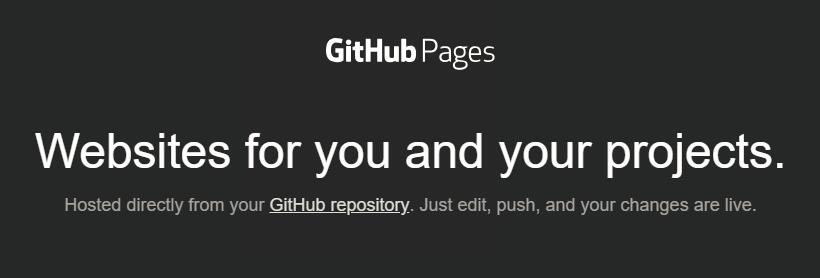 GitHub Pages
Websites for you and your projects.
Hosted directly from your GitHub repository. Just edit, push, and your changes are live.